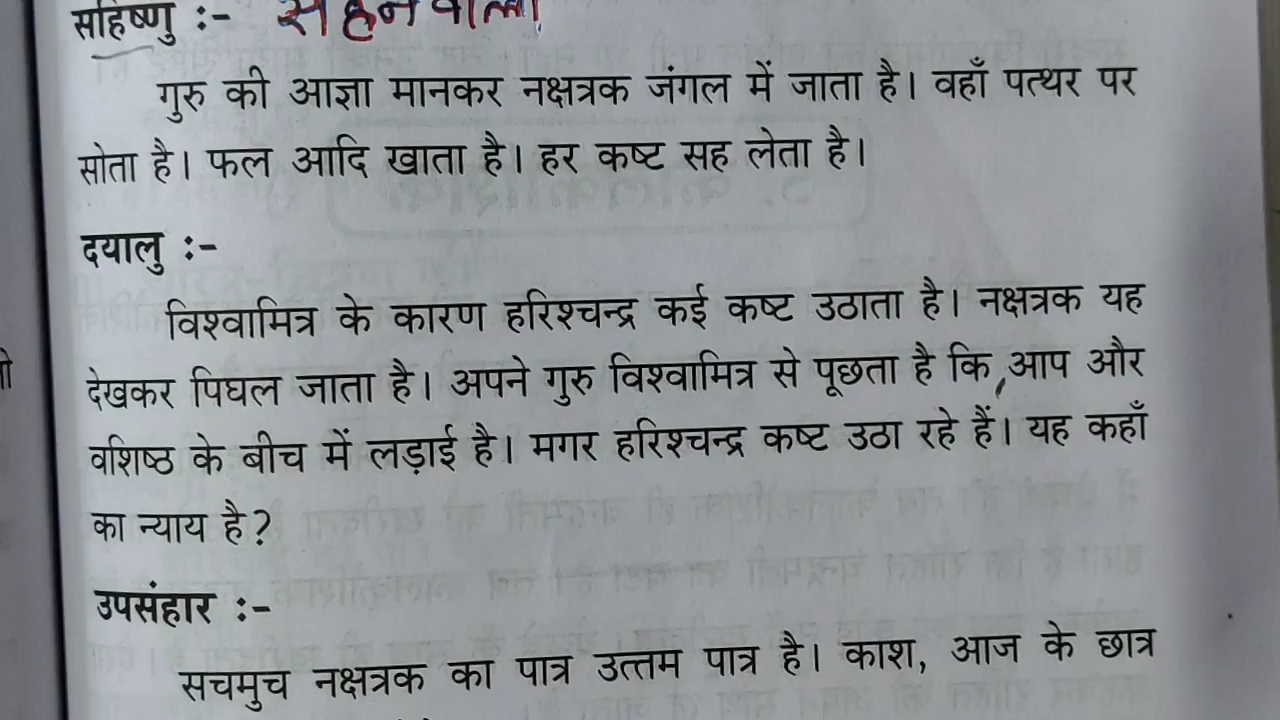 सहिष्णु :- सहनवाला
गुरु की आज्ञा मानकर नक्षत्रक जंगल में जाता है। वहाँ पत्थर पर
सोता है। फल आदि खाता है। हर कष्ट सह लेता है।
दयालु :-
विश्वामित्र के कारण हरिश्चन्द्र कई कष्ट उठाता है। नक्षत्रक यह
देखकर पिघल जाता है। अपने गुरु विश्वामित्र से पूछता है कि, आप और
वशिष्ठ के बीच में लड़ाई है। मगर हरिश्चन्द्र कष्ट उठा रहे हैं। यह कहाँ
का न्याय है?
उपसंहार :-
सचमुच नक्षत्रक का पात्र उत्तम पात्र है। काश, आज के छात्र